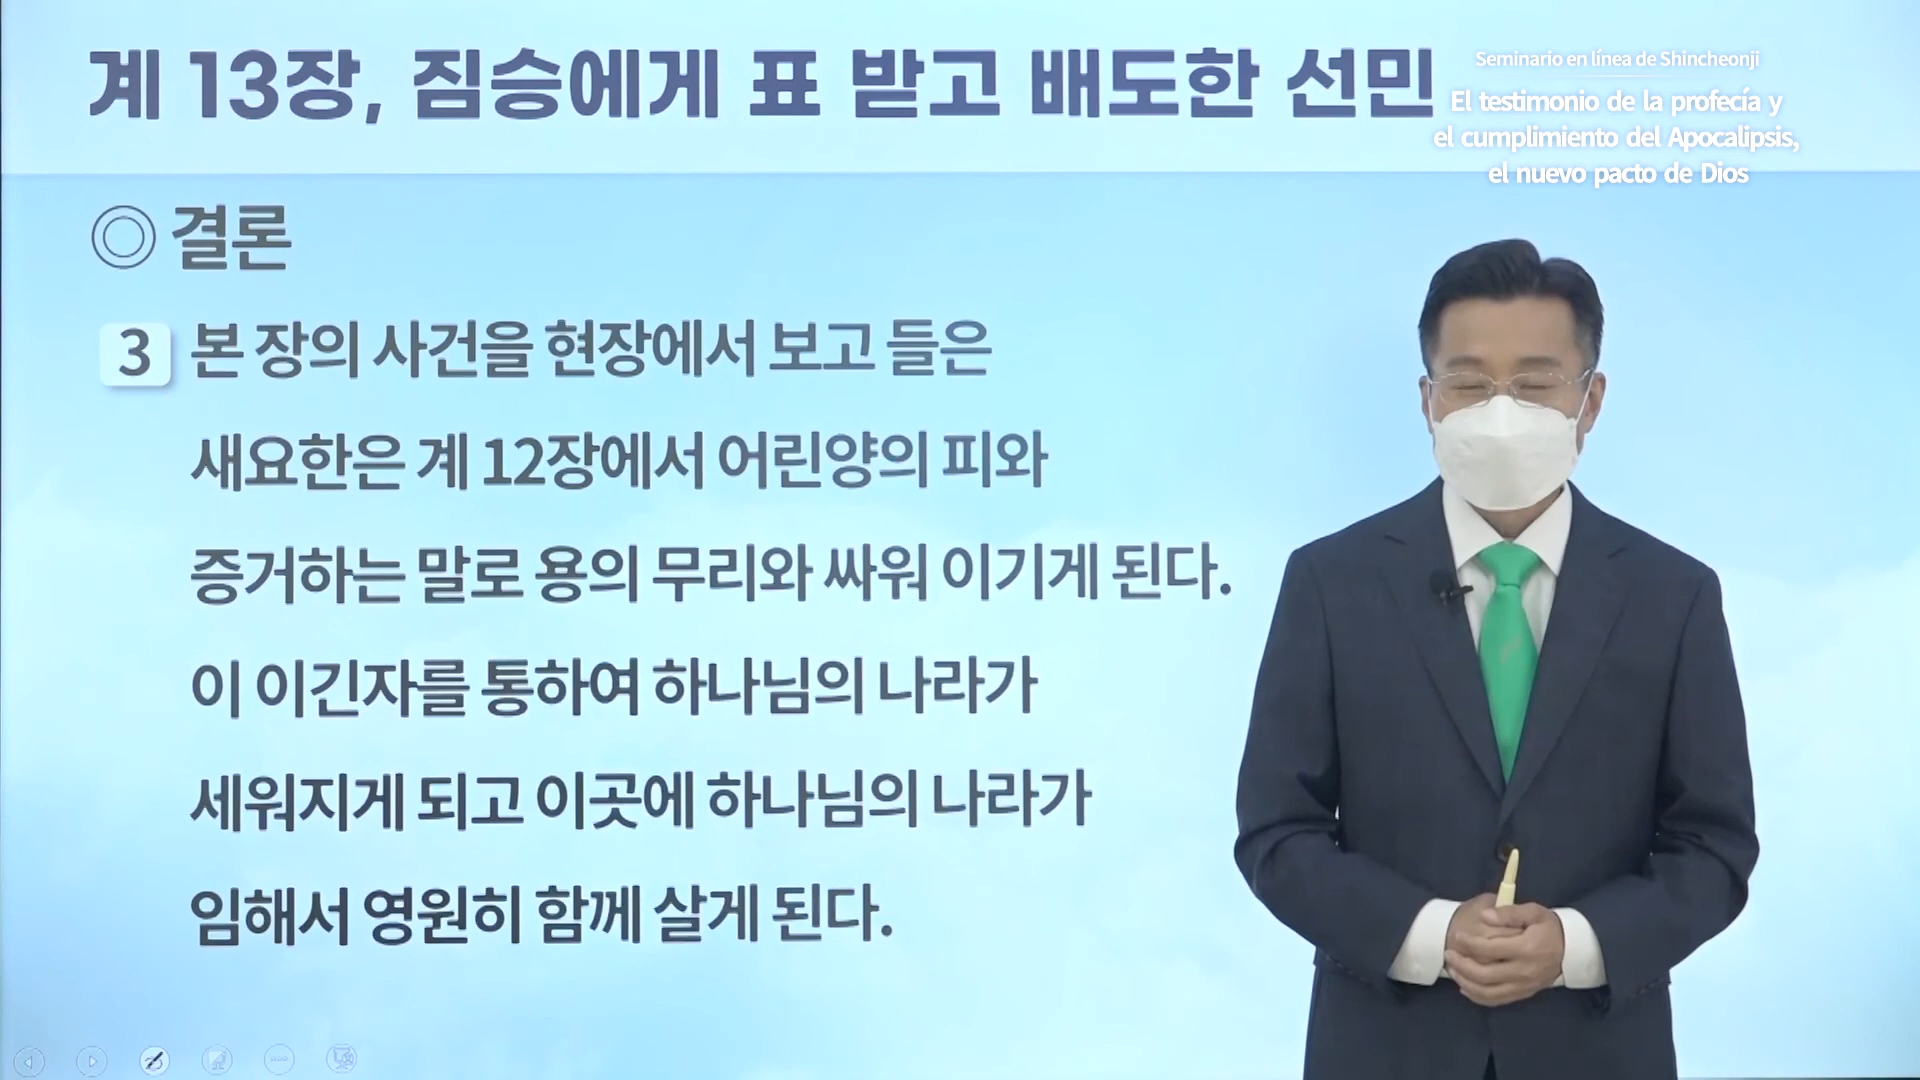 계 13장, 짐승에게 표 받고 배도한 선민
Seminario en línea de Shincheonji
El testimonio de la profecía y
el cumplimiento del Apocalipsis,
el nuevo pacto de Dios
◎ 결론
3 본 장의 사건을 현장에서 보고 들은
새요한은 계 12장에서 어린양의 피와
증거하는 말로 용의 무리와 싸워 이기게 된다.
이 이긴자를 통하여 하나님의 나라가
세워지게 되고 이곳에 하나님의 나라가
임해서 영원히 함께 살게 된다.